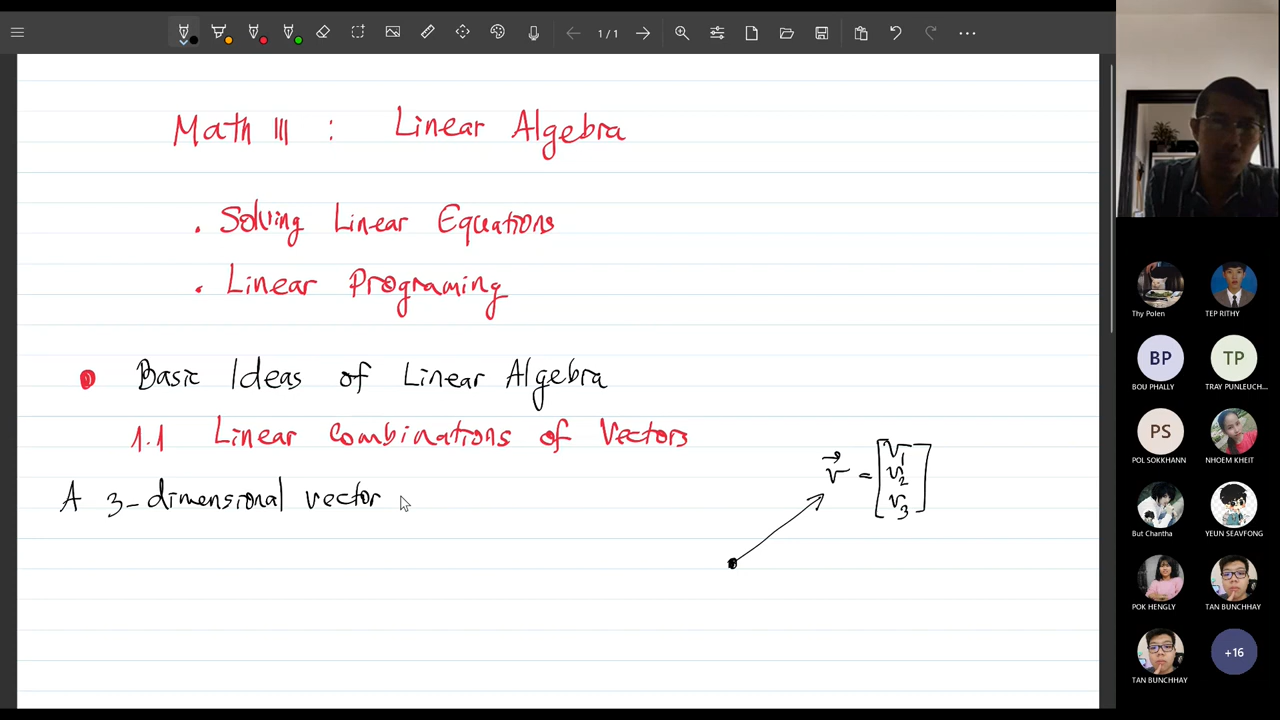 1 / 1
Math III : Linear Algebra
. Solving Linear Equations
. Linear Programing
Basic Ideas of Linear Algebra
1.1 Linear Combinations of Vectors
A 3-dimensional vector
v⃗ = [v₁ v₂ v₃]
Thy Polen
TEP RITHY
BP
TP
BOU PHALLY
TRAY PUNLEUCH...
PS
POL SOKKHANN
NHOEM KHEIT
But Chantha
YEUN SEAVFONG
POK HENGLY
TAN BUNCHHAY
+16
TAN BUNCHHAY